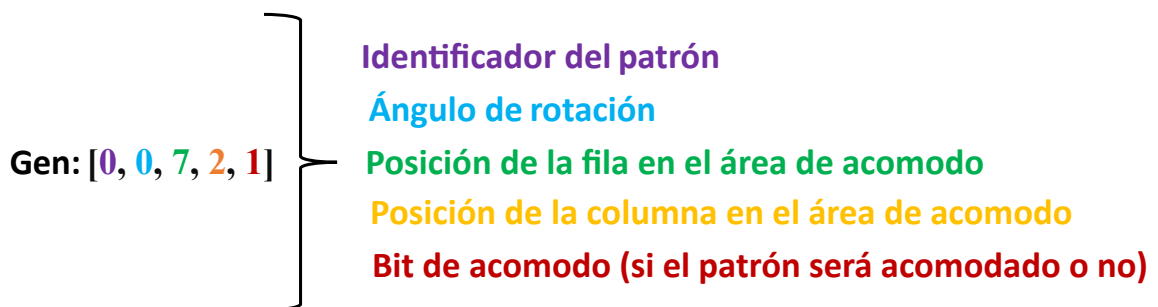 Identificador del patrón
Ángulo de rotación
Gen: [0, 0, 7, 2, 1]
Posición de la fila en el área de acomodo
Posición de la columna en el área de acomodo
Bit de acomodo (si el patrón será acomodado o no)